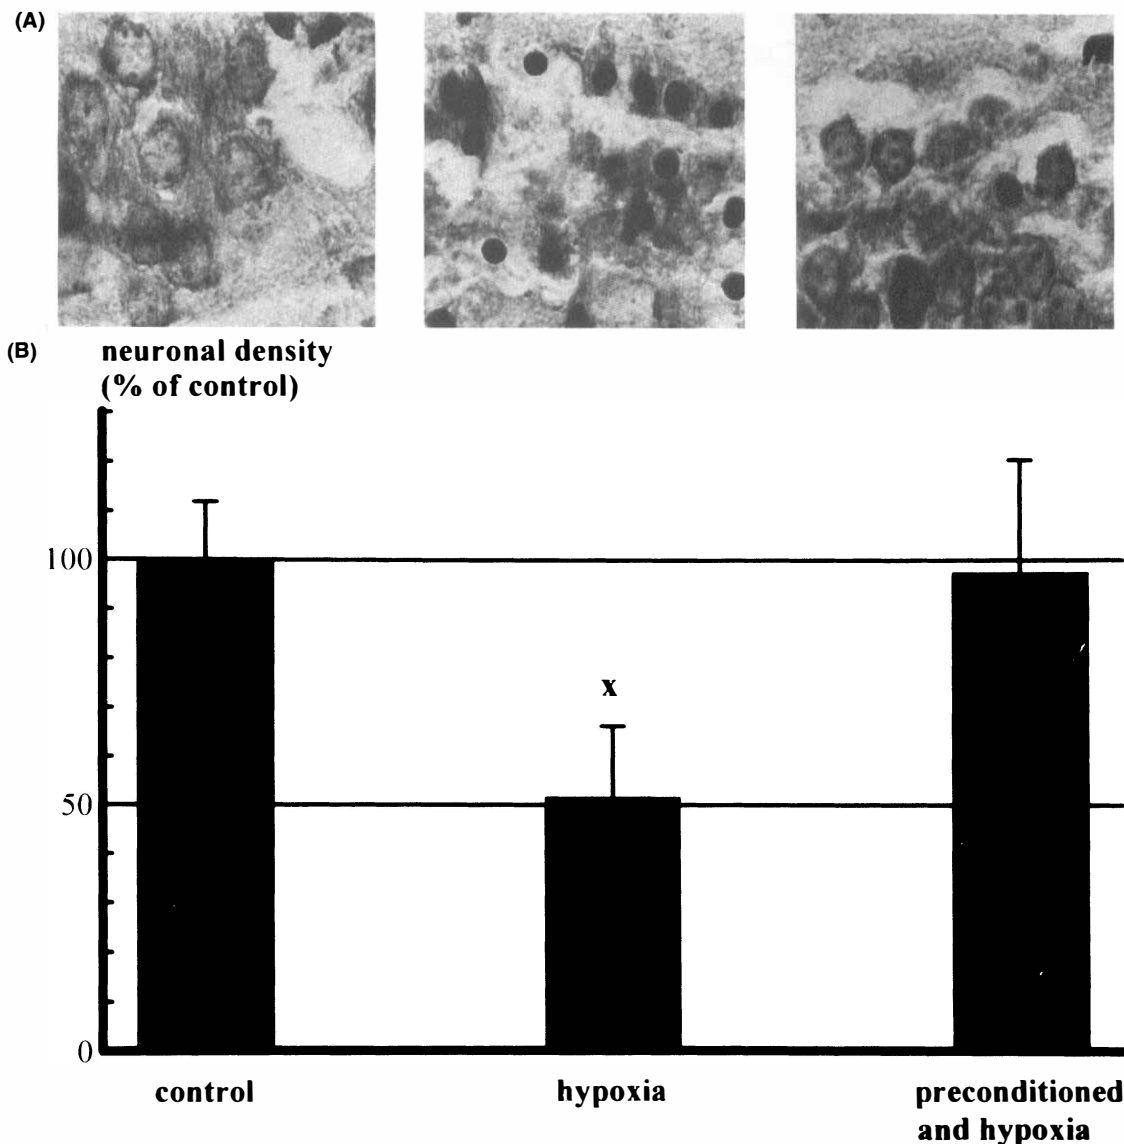 (A)
(B)
neuronal density
(% of control)
100
x
50
0
control
hypoxia
preconditioned
and hypoxia